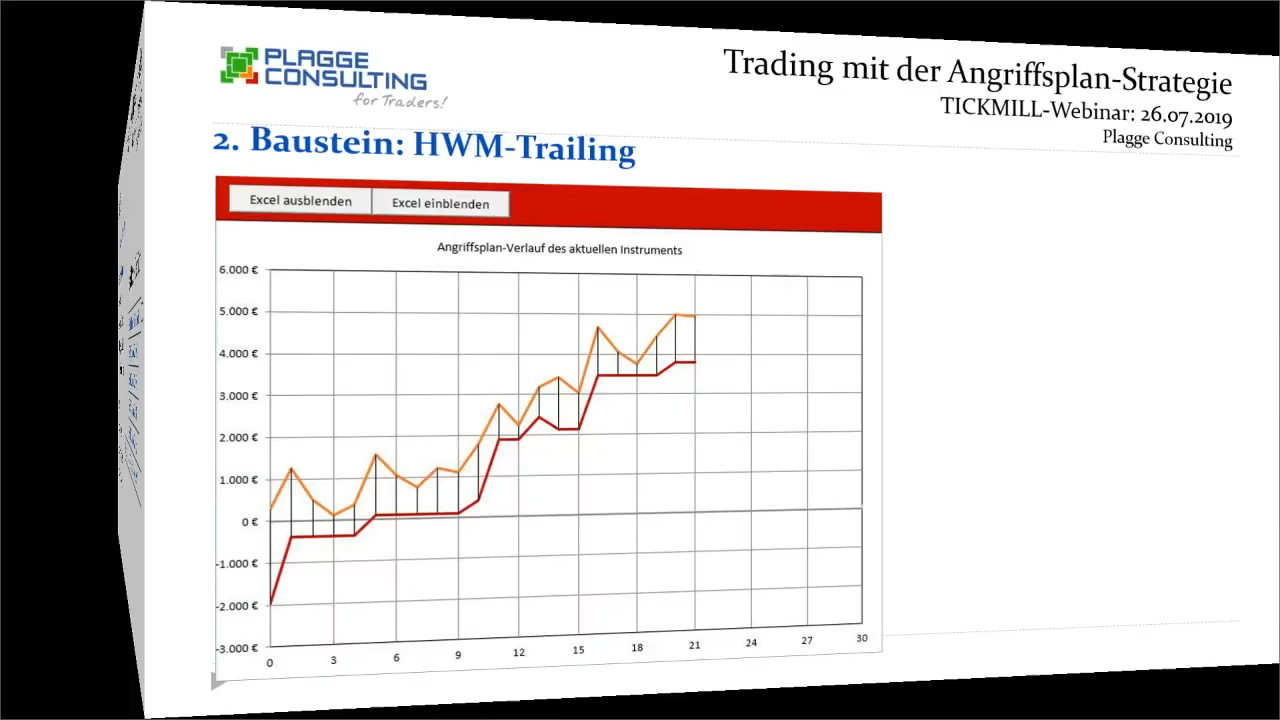 PLAGGE
CONSULTING
for Traders!
Trading mit der Angriffsplan-Strategie
TICKMILL-Webinar: 26.07.2019
Plagge Consulting
2. Baustein: HWM-Trailing
Excel ausblenden
Excel einblenden
Angriffsplan-Verlauf des aktuellen Instruments
6.000 €
5.000 €
4.000 €
3.000 €
2.000 €
1.000 €
0 €
-1.000 €
-2.000 €
-3.000 €
0 3 6 9 12 15 18 21 24 27 30